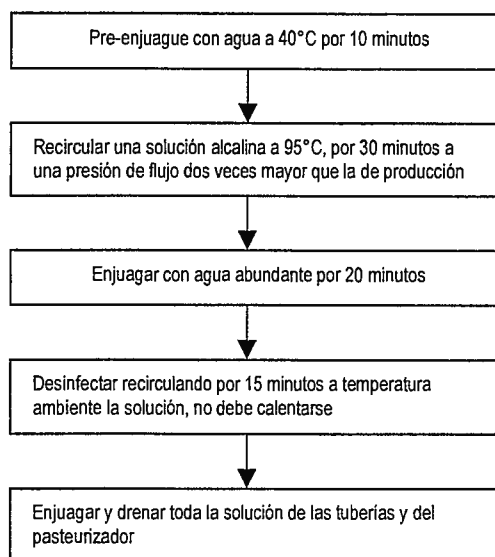 Pre-enjuague con agua a 40°C por 10 minutos
Recircular una solución alcalina a 95°C, por 30 minutos a
una presión de flujo dos veces mayor que la de producción
Enjuagar con agua abundante por 20 minutos
Desinfectar recirculando por 15 minutos a temperatura
ambiente la solución, no debe calentarse
Enjuagar y drenar toda la solución de las tuberías y del
pasteurizador